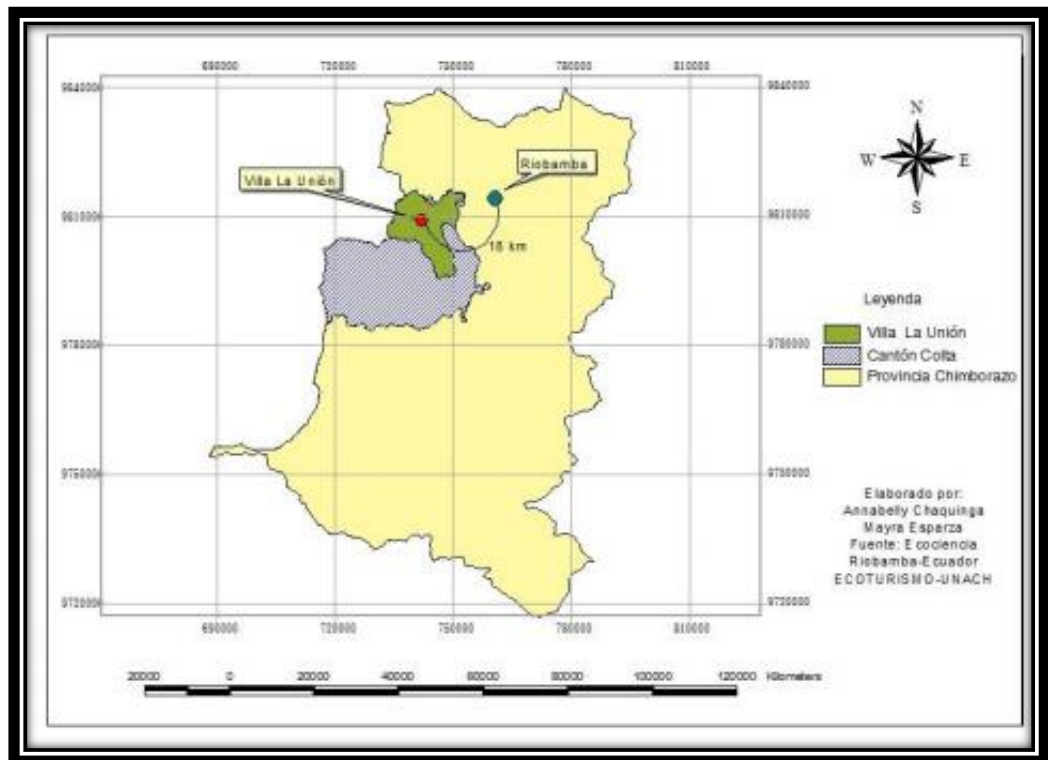 690000 720000 750000 780000 810000
9840000 9840000
N
W E
S
Riobamba
Villa La Unión
9810000 9810000
18 km
Leyenda
Villa La Unión
Cantón Colta
Provincia Chimborazo
9780000 9780000
9750000 9750000
Elaborado por:
Annabelly Chaquinga
Mayra Esparza
Fuente: Ecociencia
Riobamba-Ecuador
ECOTURISMO-UNACH
9720000 9720000
690000 720000 750000 780000 810000
20000 0 20000 40000 60000 80000 100000 120000 Kilometers